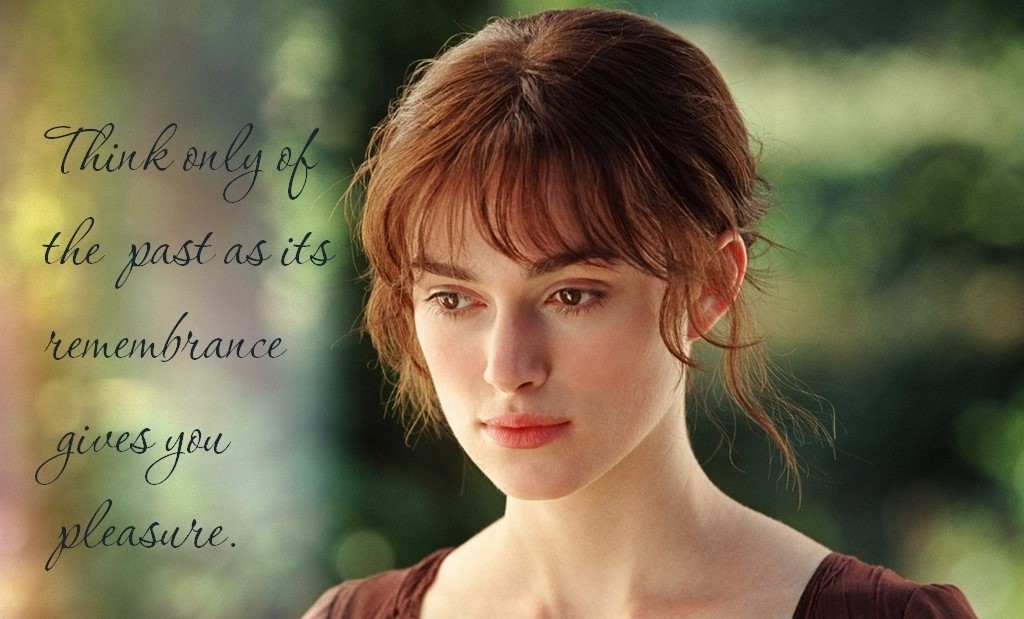 Think only of
the past as its
remembrance
gives you
pleasure.